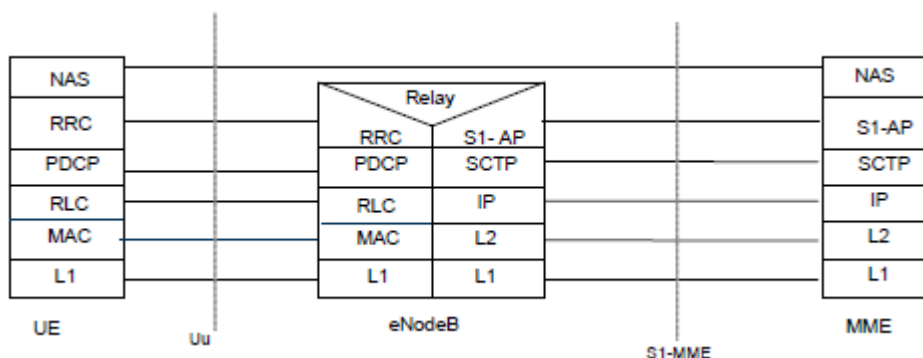 NAS
RRC
PDCP
RLC
MAC
L1
UE
Uu
Relay
RRC S1- AP
PDCP SCTP
RLC IP
MAC L2
L1 L1
eNodeB
S1-MME
NAS
S1-AP
SCTP
IP
L2
L1
MME